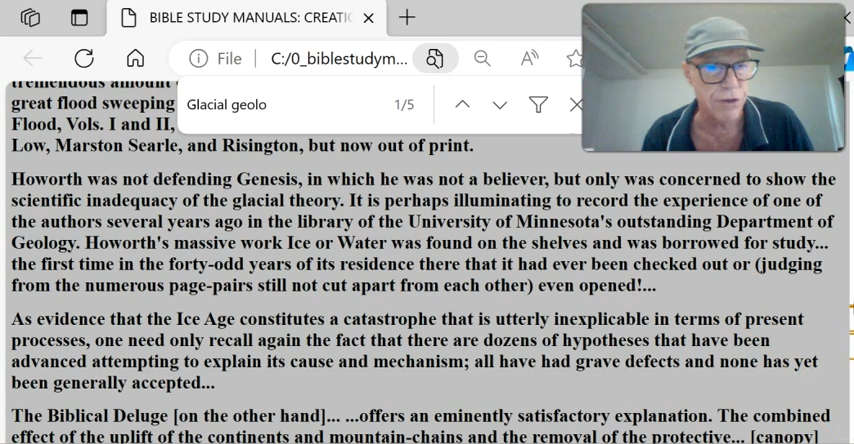 BIBLE STUDY MANUALS: CREATIO
File
C:/0_biblestudym...
tremendous amount
great flood sweeping
Glacial geolo
1/5
Flood, Vols. I and II,
Low, Marston Searle, and Risington, but now out of print.
Howorth was not defending Genesis, in which he was not a believer, but only was concerned to show the
scientific inadequacy of the glacial theory. It is perhaps illuminating to record the experience of one of
the authors several years ago in the library of the University of Minnesota's outstanding Department of
Geology. Howorth's massive work Ice or Water was found on the shelves and was borrowed for study...
the first time in the forty-odd years of its residence there that it had ever been checked out or (judging
from the numerous page-pairs still not cut apart from each other) even opened!...
As evidence that the Ice Age constitutes a catastrophe that is utterly inexplicable in terms of present
processes, one need only recall again the fact that there are dozens of hypotheses that have been
advanced attempting to explain its cause and mechanism; all have had grave defects and none has yet
been generally accepted...
The Biblical Deluge [on the other hand]... ...offers an eminently satisfactory explanation. The combined
effect of the uplift of the continents and mountain-chains and the removal of the protective... [canopy]